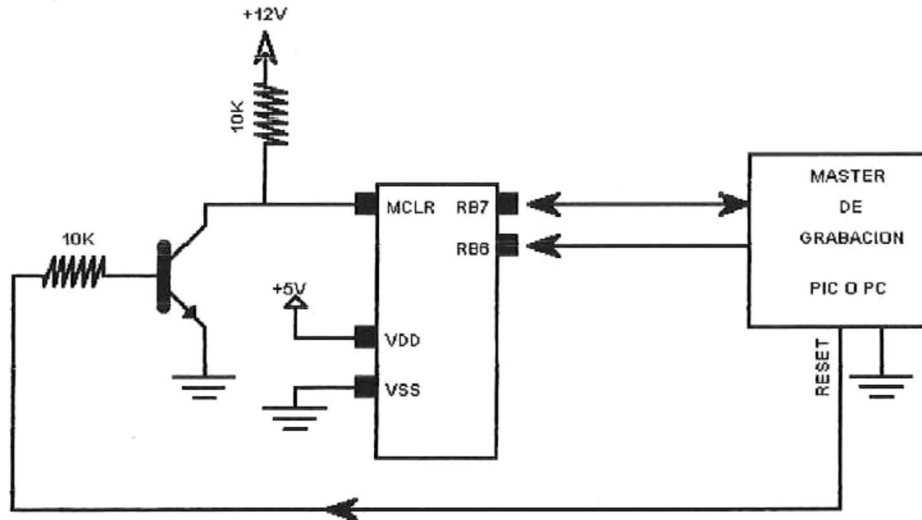 +12V
10K
10K
MCLR RB7
RB6
+5V
VDD
VSS
MASTER
DE
GRABACION
PIC O PC
RESET